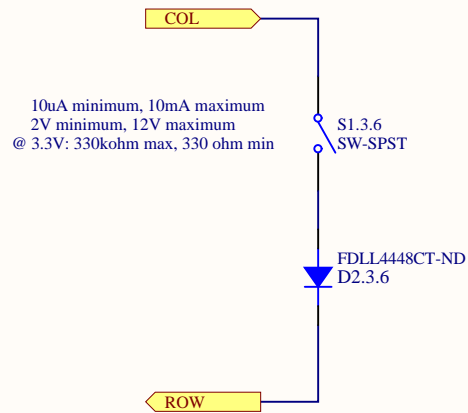 COL
10uA minimum, 10mA maximum
2V minimum, 12V maximum
@ 3.3V: 330kohm max, 330 ohm min
S1.3.6
SW-SPST
FDLL4448CT-ND
D2.3.6
ROW